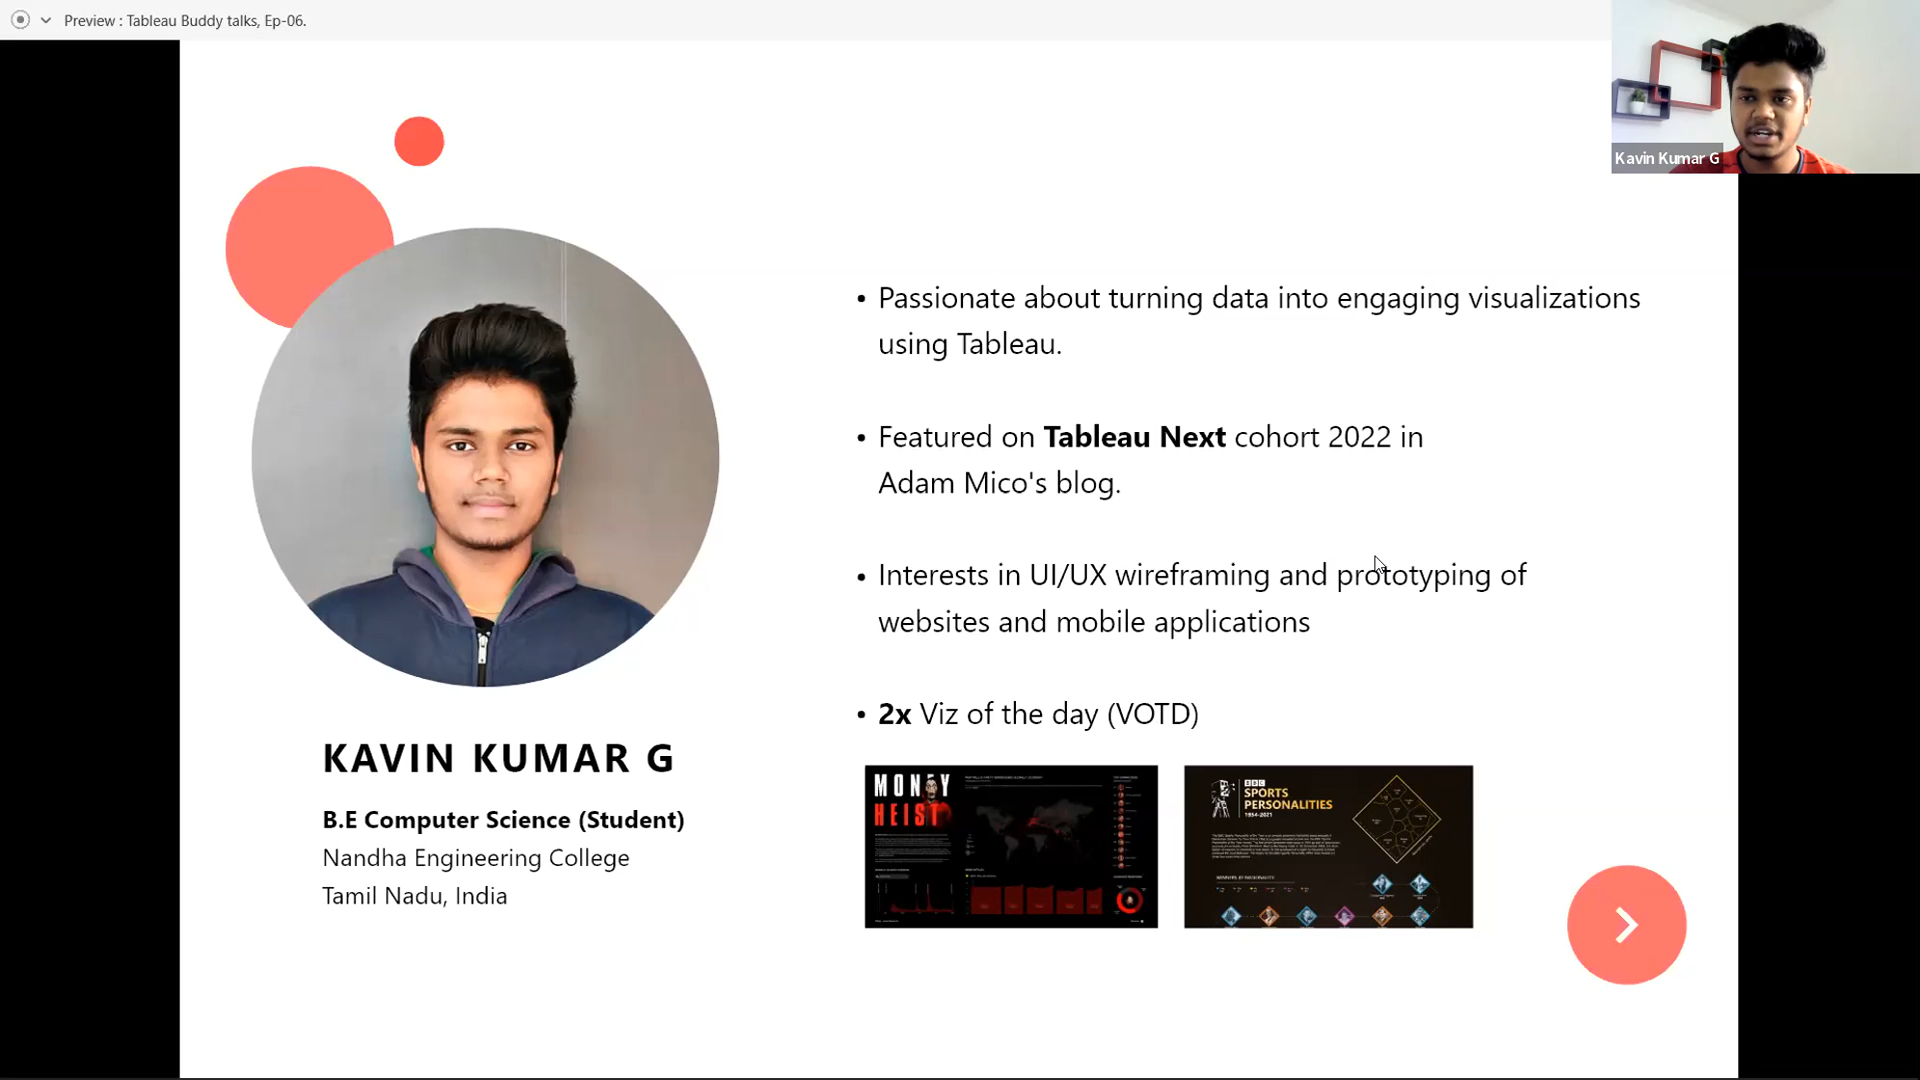 Preview : Tableau Buddy talks, Ep-06.
Kavin Kumar G
• Passionate about turning data into engaging visualizations
using Tableau.
• Featured on Tableau Next cohort 2022 in
Adam Mico's blog.
• Interests in UI/UX wireframing and prototyping of
websites and mobile applications
• 2x Viz of the day (VOTD)
KAVIN KUMAR G
B.E Computer Science (Student)
Nandha Engineering College
Tamil Nadu, India
MONEY
HEIST
BBC
SPORTS
PERSONALITIES
1954-2021